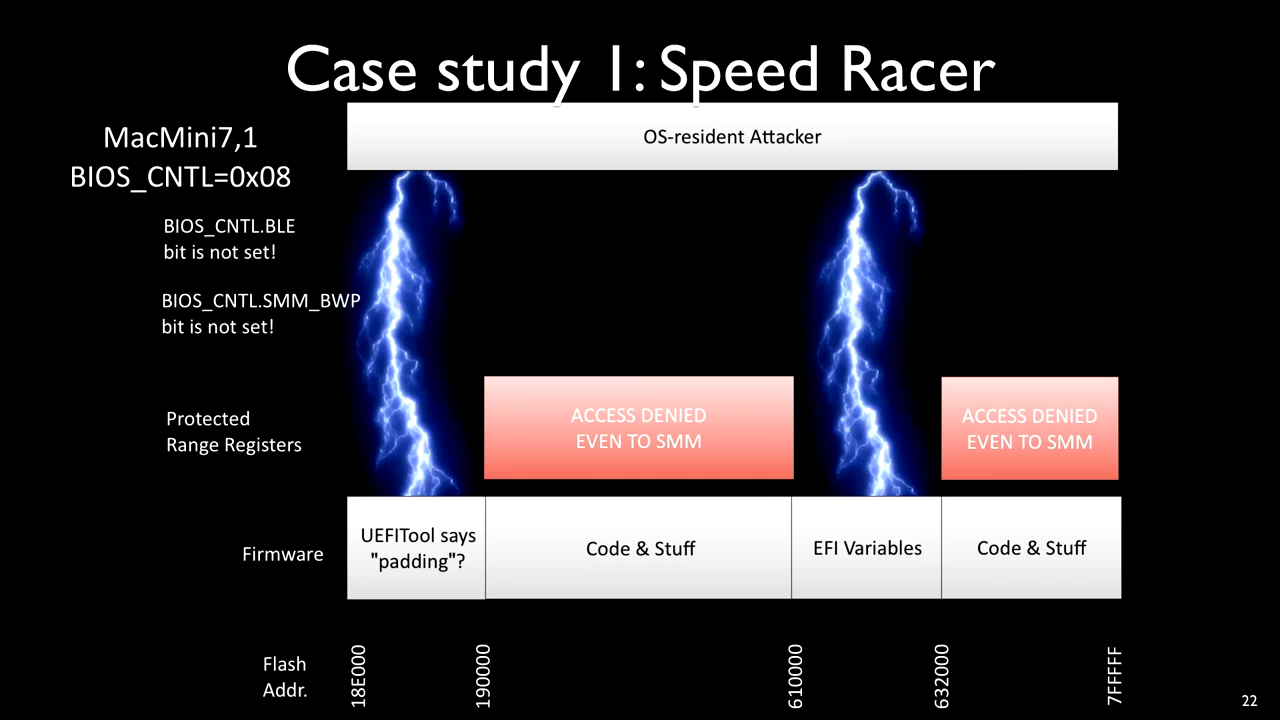 Case study 1: Speed Racer
OS-resident Attacker
MacMini7,1
BIOS_CNTL=0x08
BIOS_CNTL.BLE
bit is not set!
BIOS_CNTL.SMM_BWP
bit is not set!
Protected
Range Registers
ACCESS DENIED
EVEN TO SMM
ACCESS DENIED
EVEN TO SMM
Firmware
UEFITool says
"padding"?
Code & Stuff
EFI Variables
Code & Stuff
Flash
Addr.
18E000
190000
610000
632000
7FFFFF
22